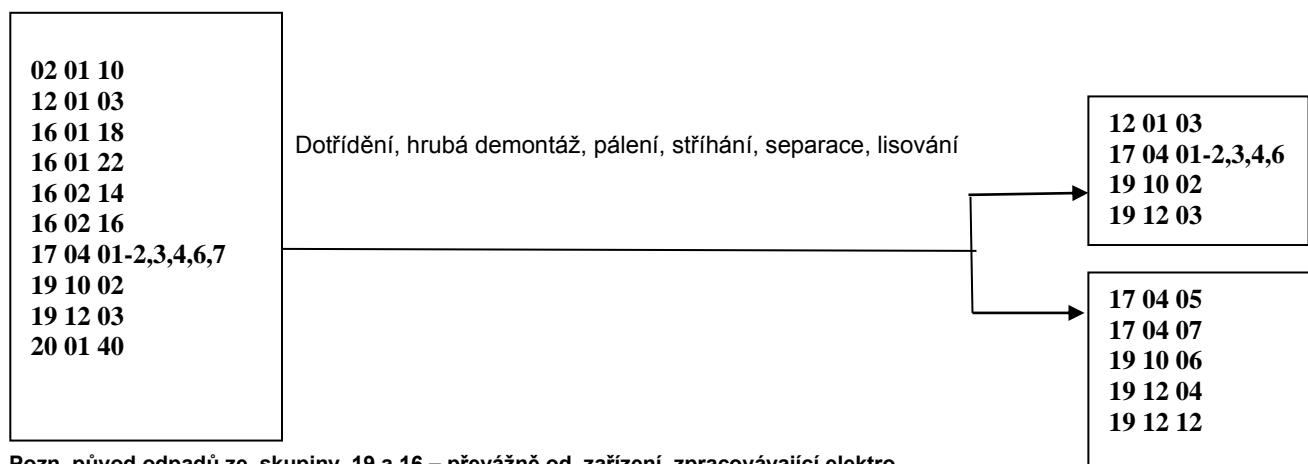 02 01 10
12 01 03
16 01 18
16 01 22
16 02 14
16 02 16
17 04 01-2,3,4,6,7
19 10 02
19 12 03
20 01 40
Dotřídění, hrubá demontáž, pálení, stříhání, separace, lisování
12 01 03
17 04 01-2,3,4,6
19 10 02
19 12 03
17 04 05
17 04 07
19 10 06
19 12 04
19 12 12
Pozn. původ odpadů ze skupiny 19 a 16 – převážně od zařízení zpracovávající elektro